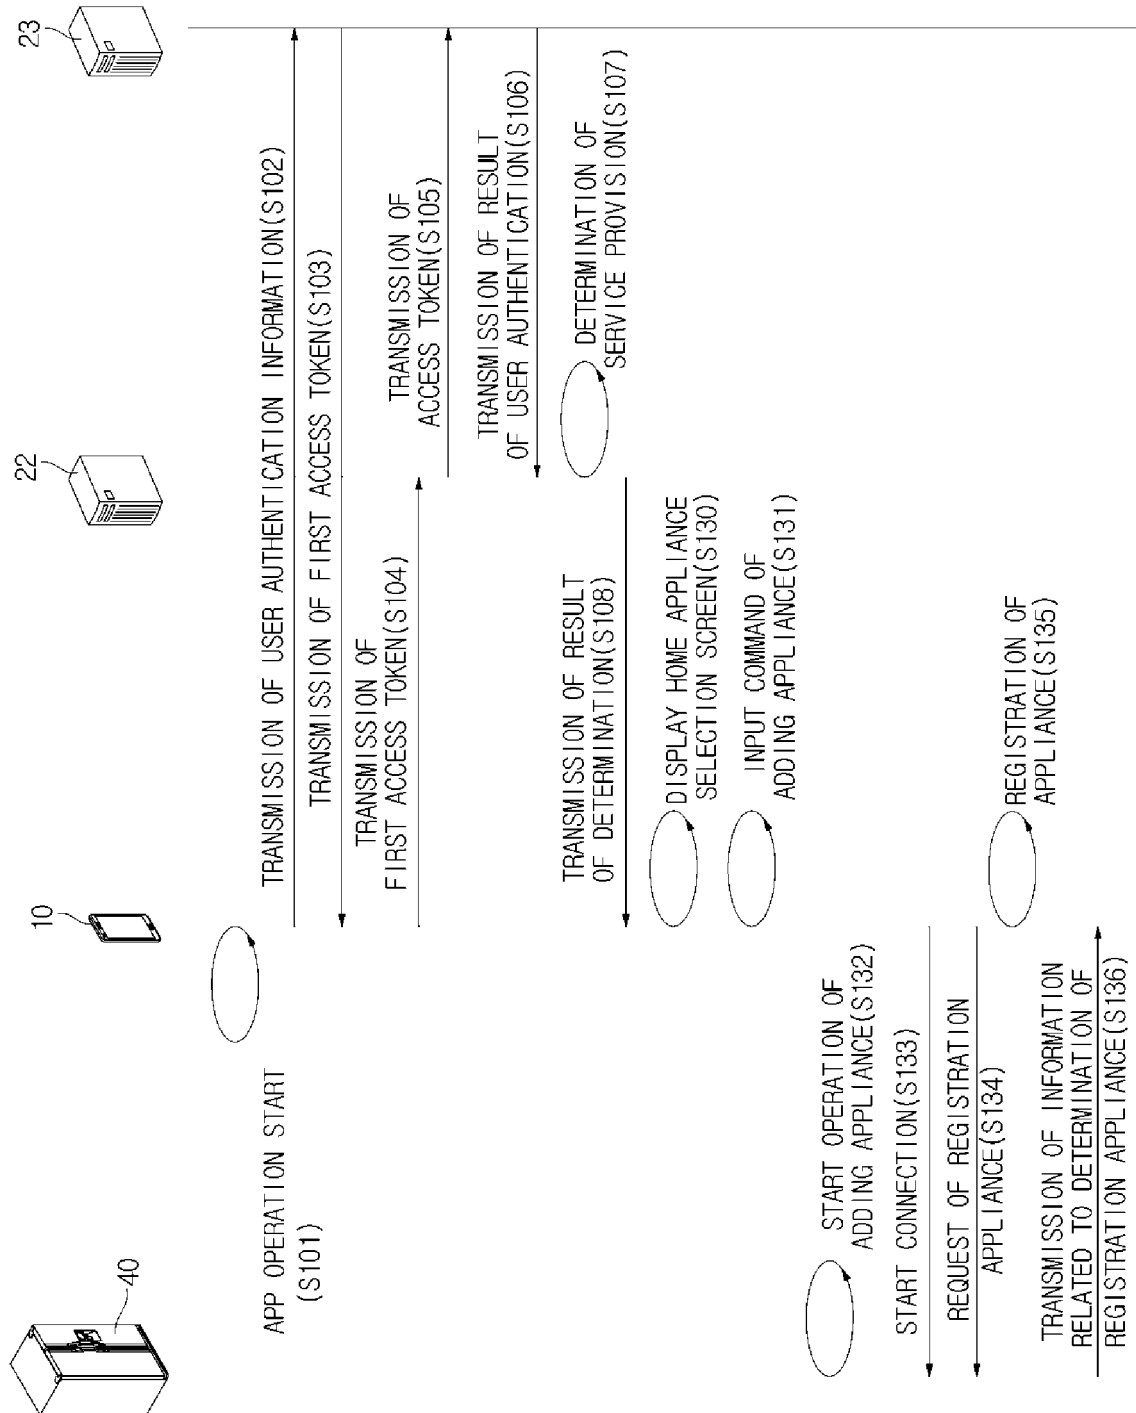 40
10
22
23
APP OPERATION START
(S101)
TRANSMISSION OF USER AUTHENTICATION INFORMATION(S102)
TRANSMISSION OF FIRST ACCESS TOKEN(S103)
TRANSMISSION OF
FIRST ACCESS TOKEN(S104)
TRANSMISSION OF
ACCESS TOKEN(S105)
TRANSMISSION OF RESULT
OF USER AUTHENTICATION(S106)
DETERMINATION OF
SERVICE PROVISION(S107)
TRANSMISSION OF RESULT
OF DETERMINATION(S108)
DISPLAY HOME APPLIANCE
SELECTION SCREEN(S130)
INPUT COMMAND OF
ADDING APPLIANCE(S131)
START OPERATION OF
ADDING APPLIANCE(S132)
START CONNECTION(S133)
REQUEST OF REGISTRATION
APPLIANCE(S134)
REGISTRATION OF
APPLIANCE(S135)
TRANSMISSION OF INFORMATION
RELATED TO DETERMINATION OF
REGISTRATION APPLIANCE(S136)